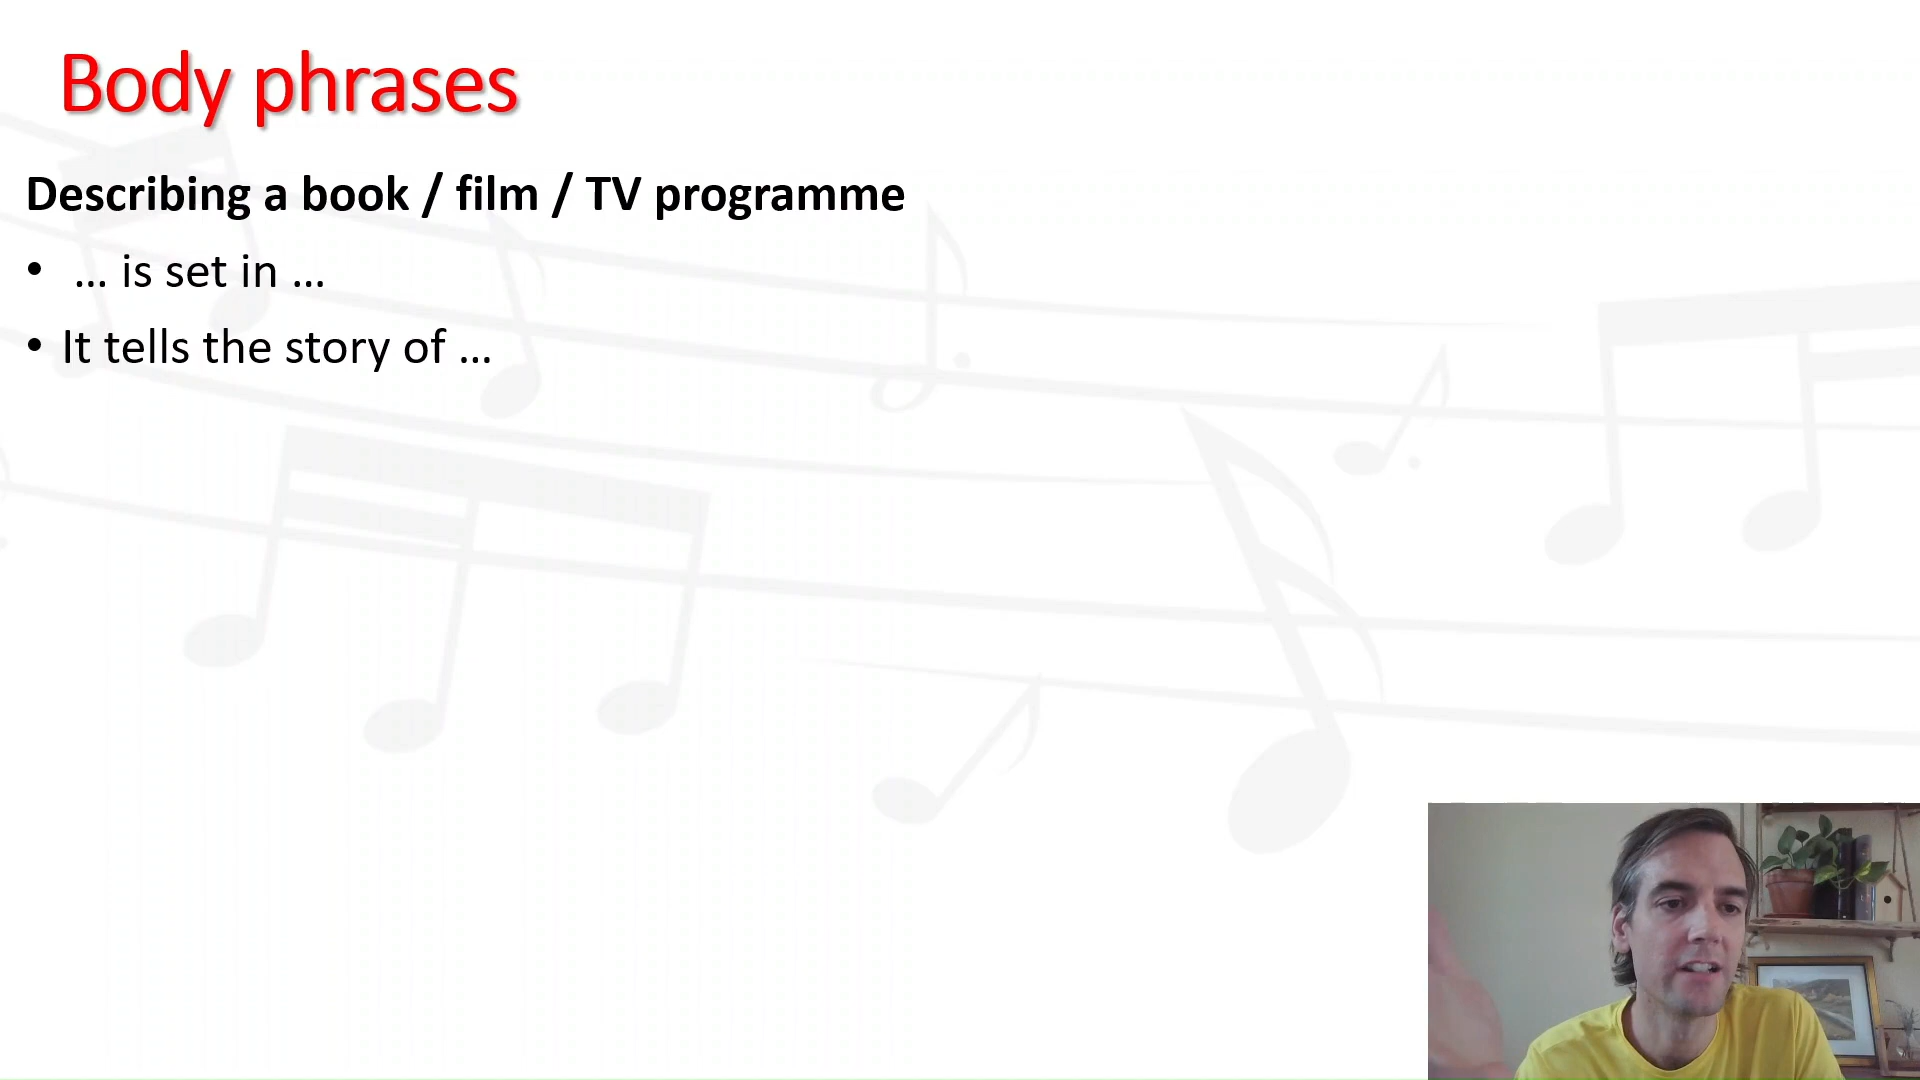 Body phrases
Describing a book / film / TV programme
• … is set in …
• It tells the story of …